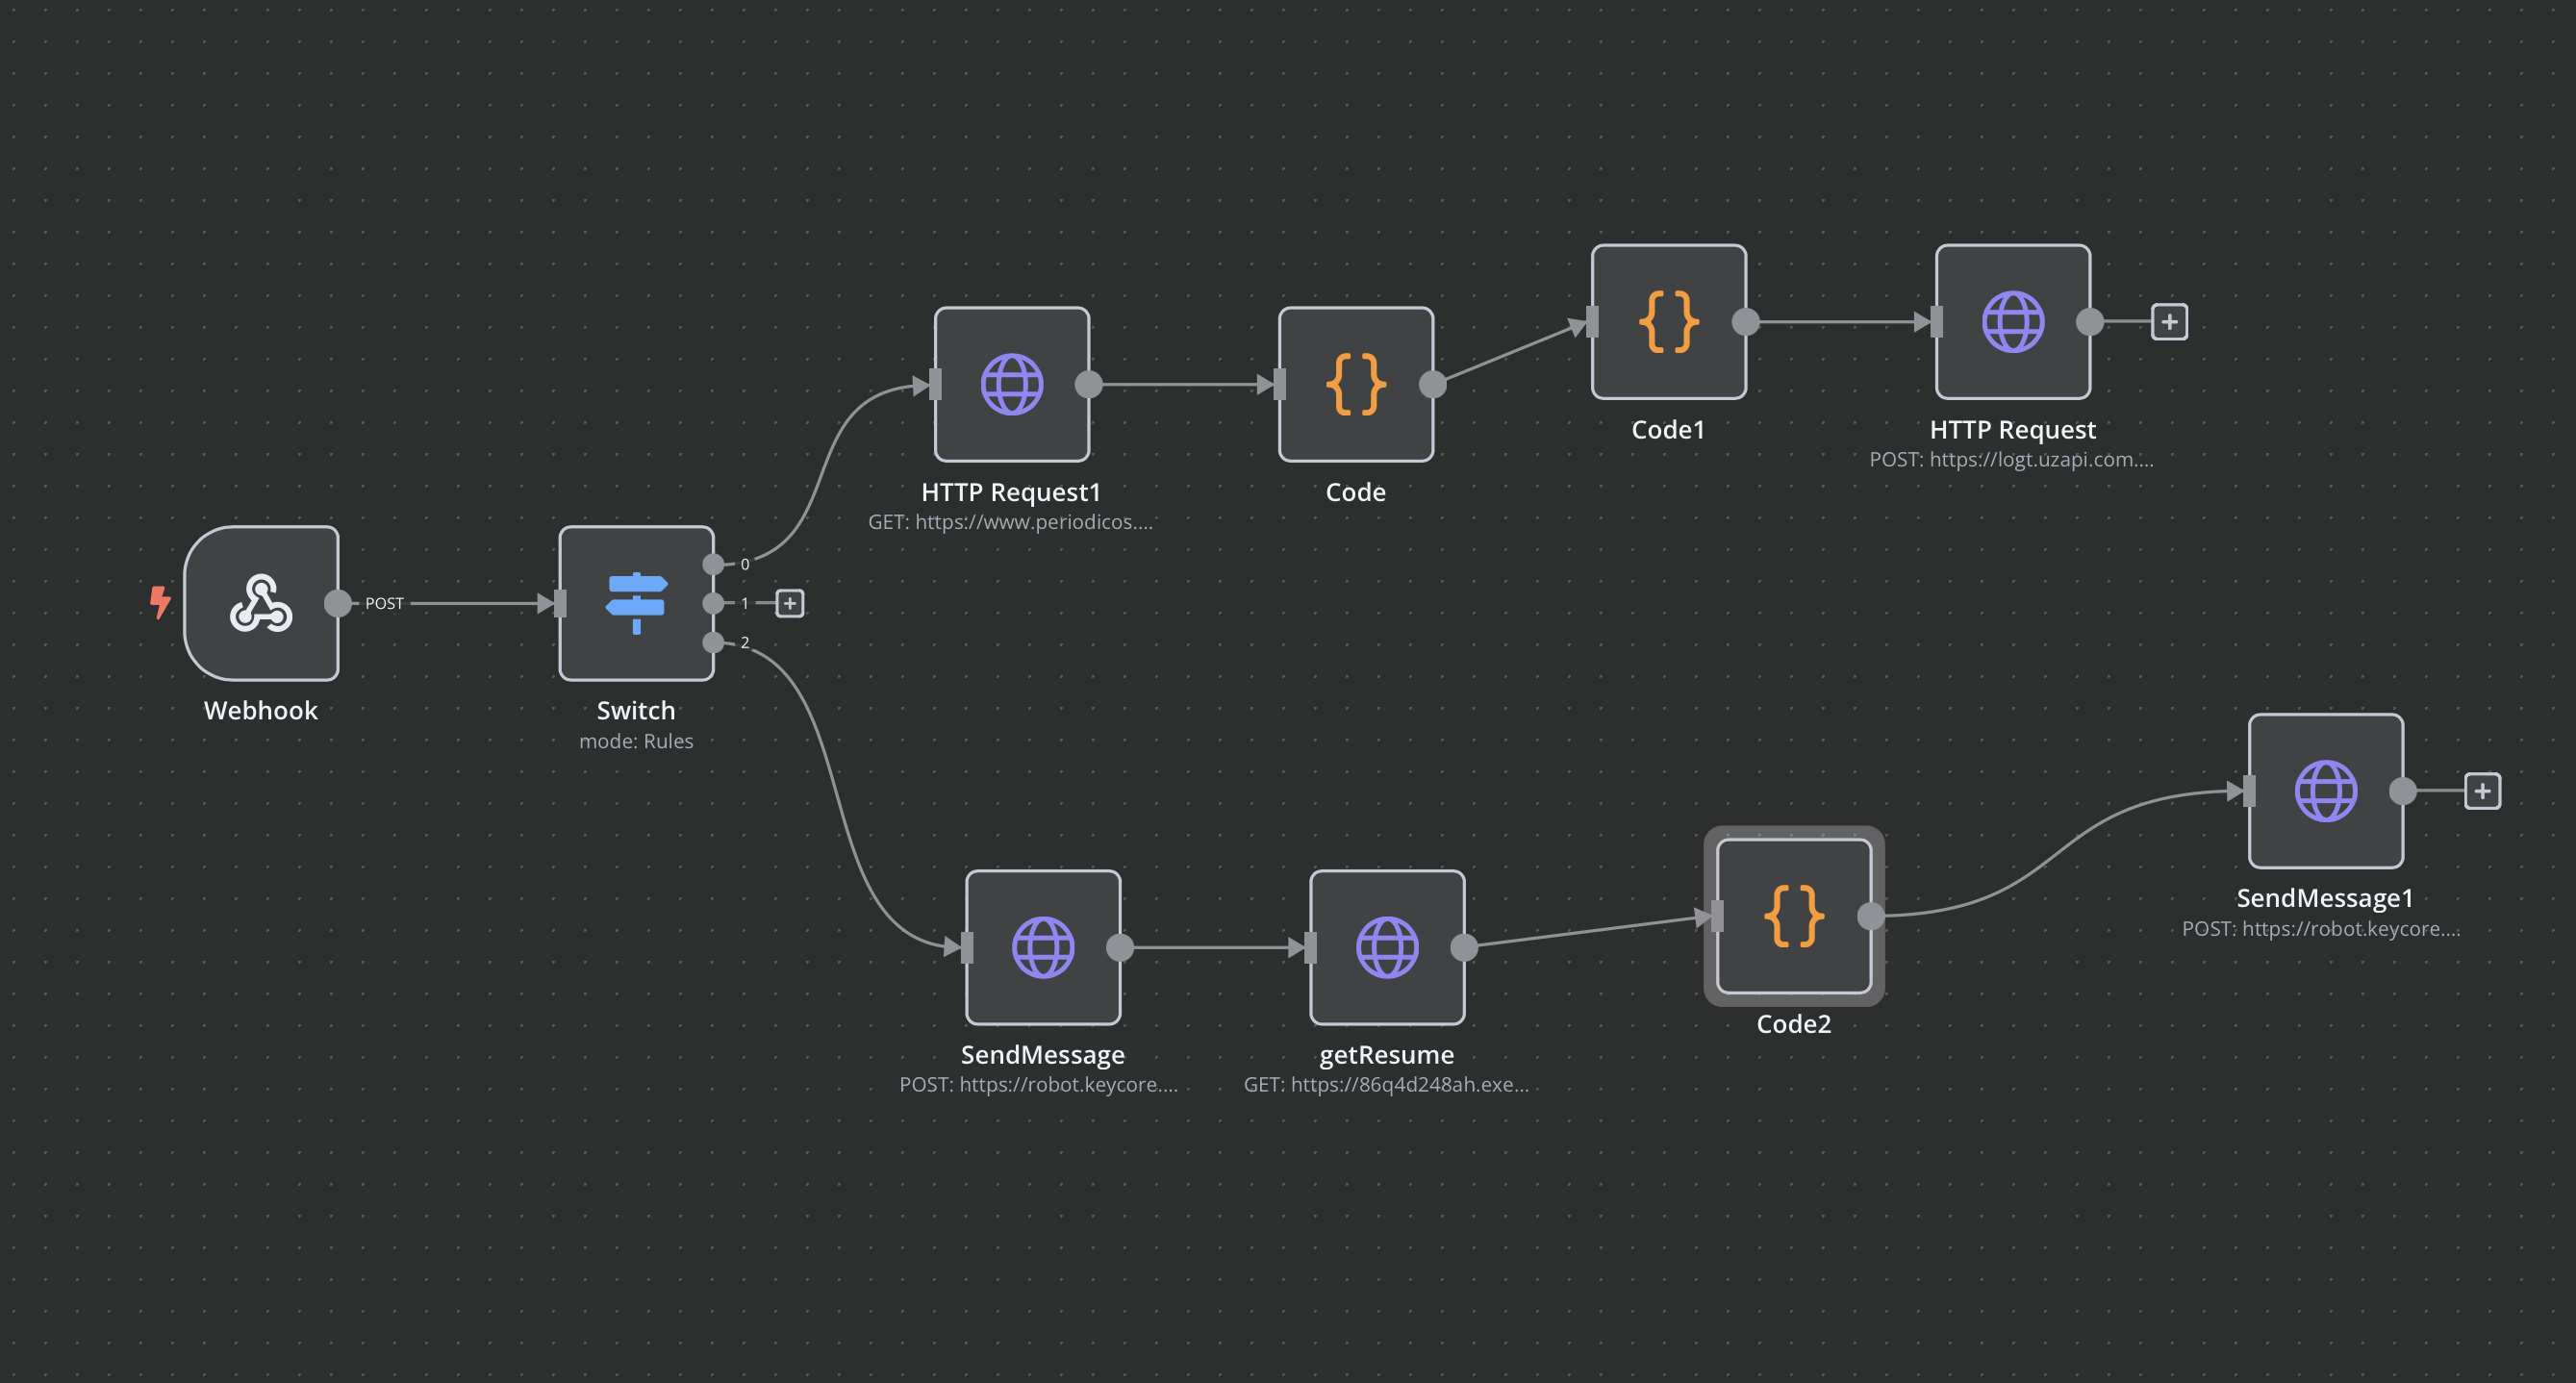 Code1
HTTP Request
POST: https://logt.uzapi.com....
HTTP Request1
GET: https://www.periodicos....
Code
POST
0
1
2
Webhook
Switch
mode: Rules
SendMessage1
POST: https://robot.keycore....
Code2
SendMessage
POST: https://robot.keycore....
getResume
GET: https://86q4d248ah.exe...